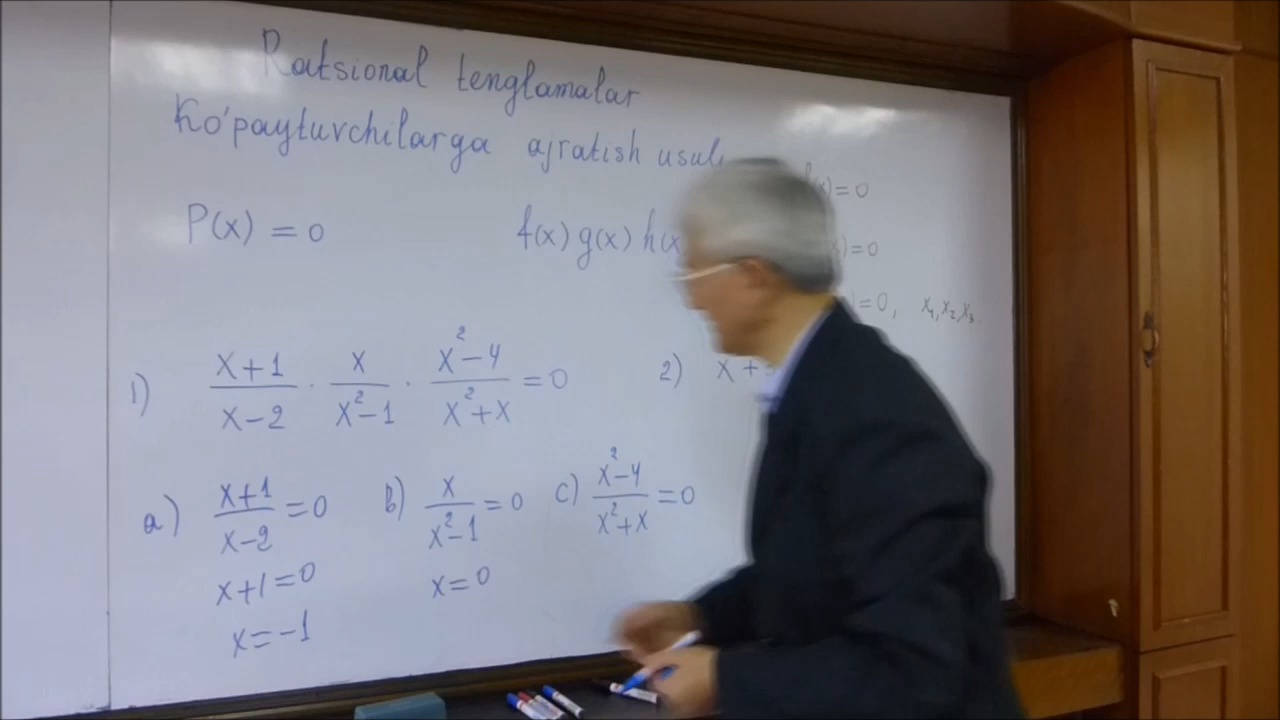 Ratsional tenglamalar
Ko'paytuvchilarga ajratish usuli
P(x) = 0
f(x) g(x) h(x
(x) = 0
(x) = 0
) = 0, x₁, x₂, x₃
1) (x+1)/(x-2) · x/(x²-1) · (x²-4)/(x²+x) = 0
2) x +
a) (x+1)/(x-2) = 0
x+1=0
x=-1
b) x/(x²-1) = 0
x=0
c) (x²-4)/(x²+x) = 0